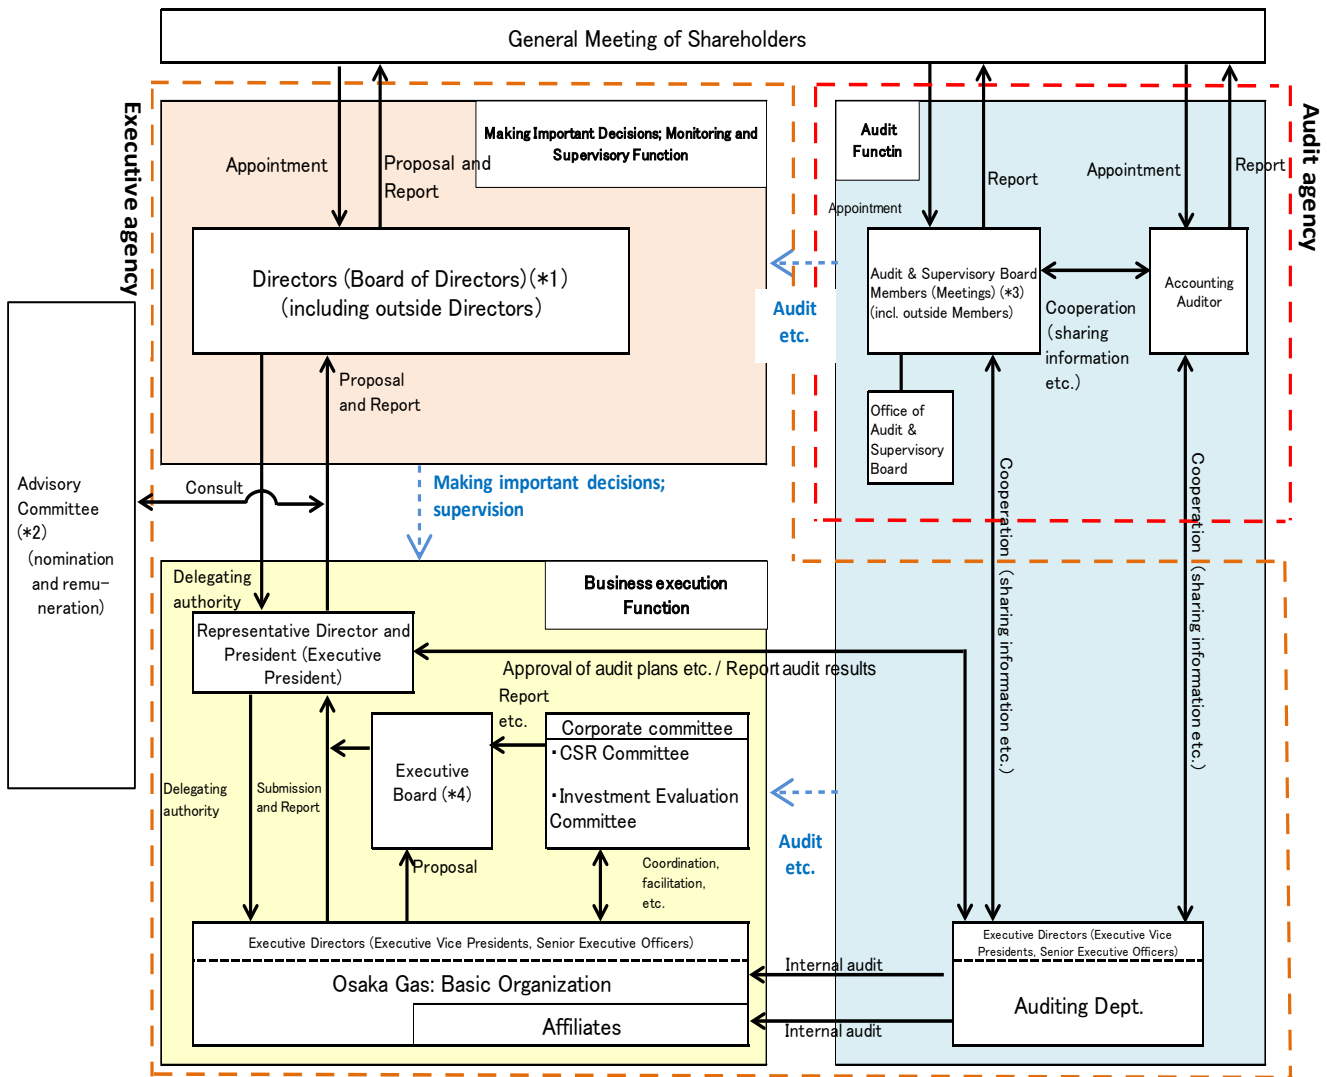 General Meeting of Shareholders
Executive agency
Making Important Decisions; Monitoring and
Supervisory Function
Appointment
Proposal and
Report
Directors (Board of Directors)(*1)
(including outside Directors)
Proposal
and Report
Audit
Functin
Audit agency
Appointment
Report
Appointment
Report
Audit & Supervisory Board
Members (Meetings) (*3)
(incl. outside Members)
Accounting
Auditor
Cooperation
(sharing
information
etc.)
Office of
Audit &
Supervisory
Board
Audit
etc.
Advisory
Committee
(*2)
(nomination
and remu-
neration)
Consult
Making important decisions;
supervision
Cooperation (sharing information etc.)
Cooperation (sharing information etc.)
Business execution
Function
Delegating
authority
Representative Director and
President (Executive
President)
Approval of audit plans etc. / Report audit results
Report
etc.
Executive
Board (*4)
Corporate committee
・CSR Committee
・Investment Evaluation
Committee
Delegating
authority
Submission
and Report
Proposal
Coordination,
facilitation,
etc.
Audit
etc.
Executive Directors (Executive Vice Presidents, Senior Executive Officers)
Osaka Gas: Basic Organization
Affiliates
Internal audit
Internal audit
Executive Directors (Executive Vice
Presidents, Senior Executive Officers)
Auditing Dept.